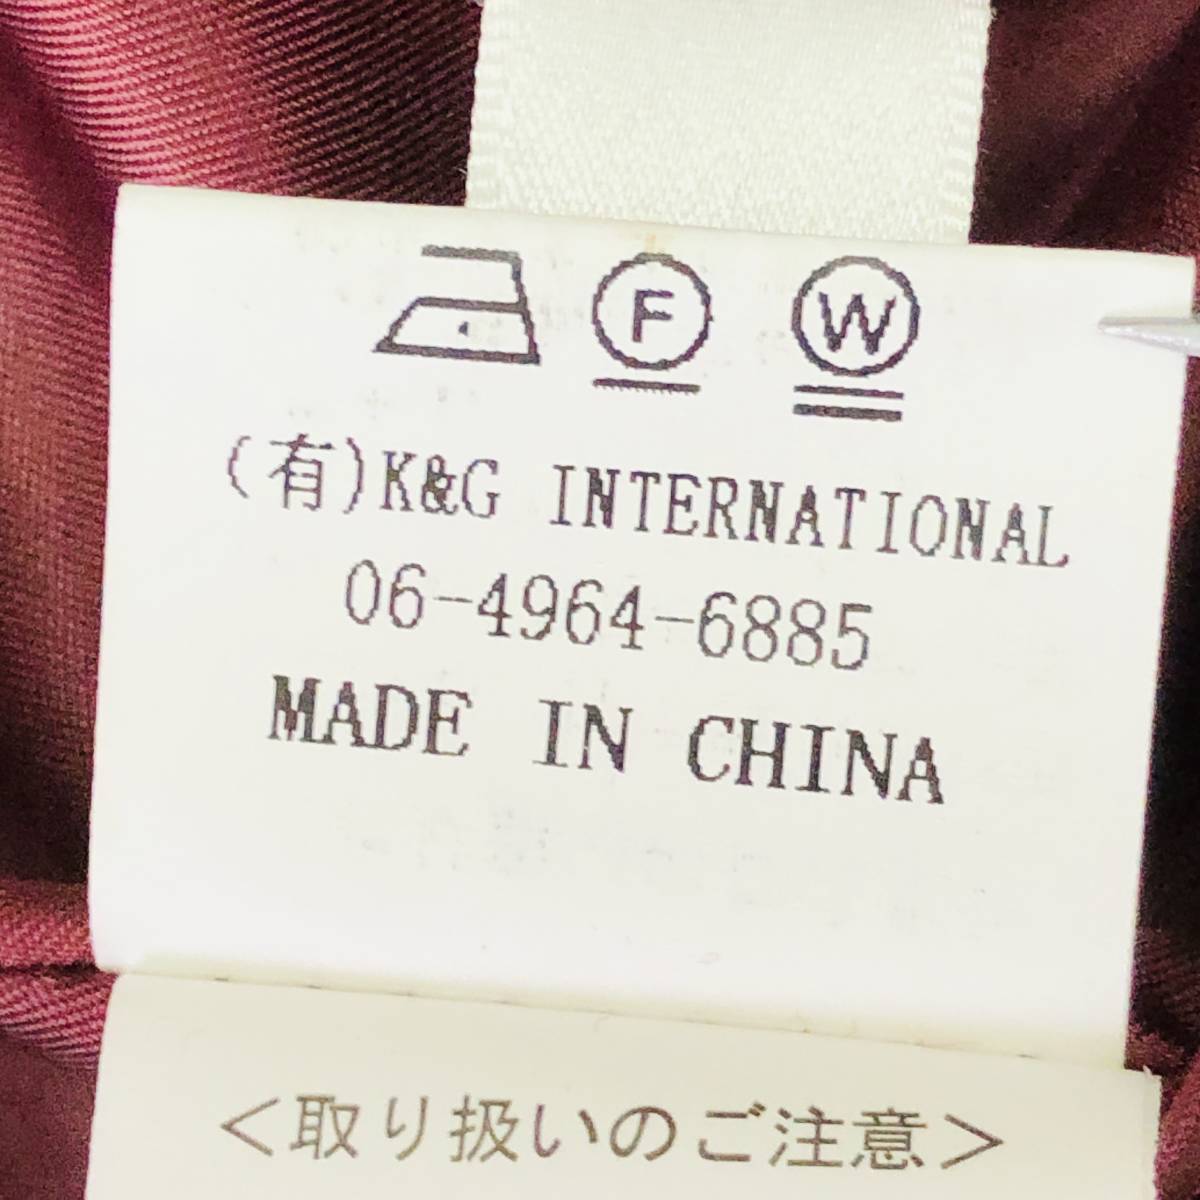 F W
(有)K&G INTERNATIONAL
06-4964-6885
MADE IN CHINA
<取り扱いのご注意>